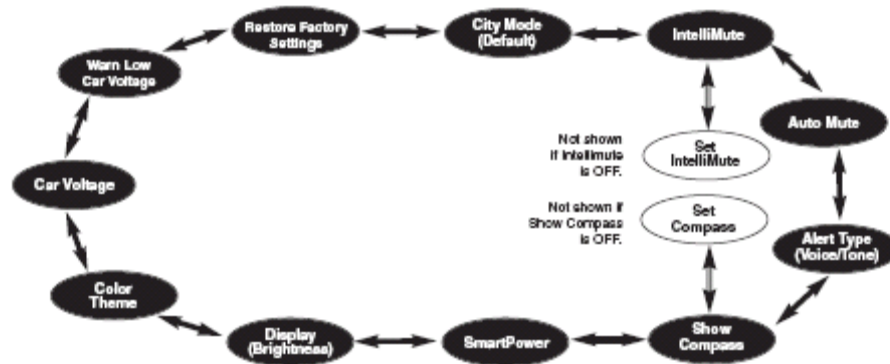 Restore Factory
Settings
City Mode
(Default)
IntelliMute
Warn Low
Car Voltage
Auto Mute
Not shown
if Intellimute
is OFF.
Set
IntelliMute
Car Voltage
Not shown if
Show Compass
is OFF.
Set
Compass
Alert Type
(Voice/Tone)
Color
Theme
Display
(Brightness)
SmartPower
Show
Compass